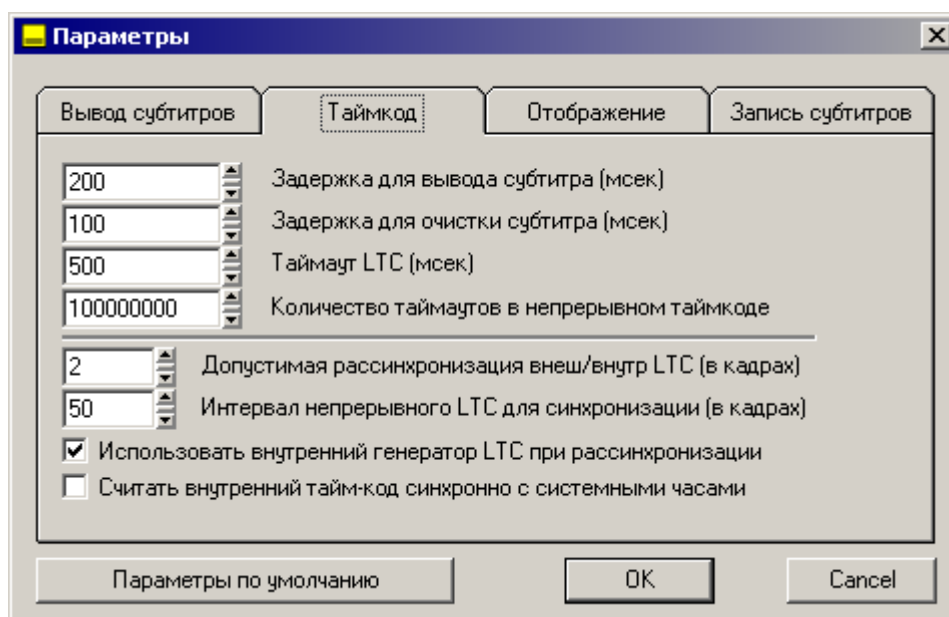 Параметры
Вывод субтитров Таймкод Отображение Запись субтитров
200 Задержка для вывода субтитра (мсек)
100 Задержка для очистки субтитра (мсек)
500 Таймаут LTC (мсек)
100000000 Количество таймаутов в непрерывном таймкоде
2 Допустимая рассинхронизация внеш/внутр LTC (в кадрах)
50 Интервал непрерывного LTC для синхронизации (в кадрах)
Использовать внутренний генератор LTC при рассинхронизации
Считать внутренний тайм-код синхронно с системными часами
Параметры по умолчанию OK Cancel